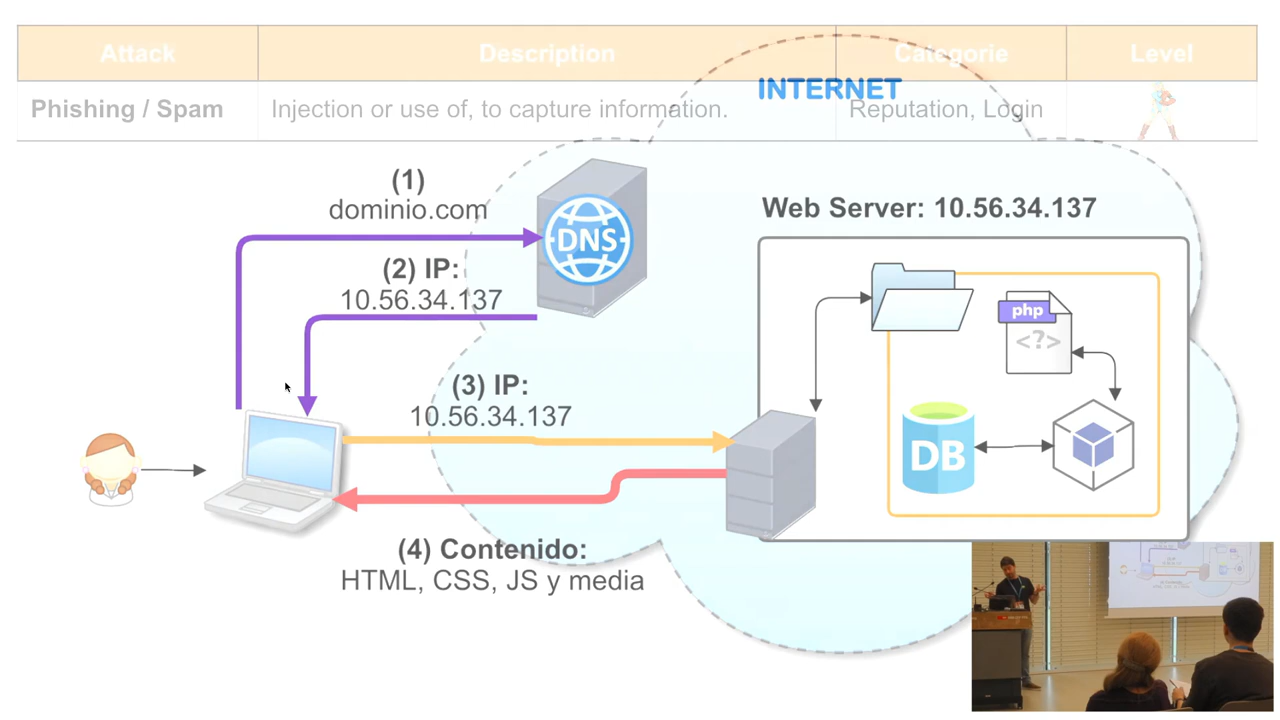 Attack Description Categorie Level
Phishing / Spam Injection or use of, to capture information. Reputation, Login
INTERNET
(1)
dominio.com
DNS
(2) IP:
10.56.34.137
Web Server: 10.56.34.137
php
<?>
(3) IP:
10.56.34.137
DB
(4) Contenido:
HTML, CSS, JS y media